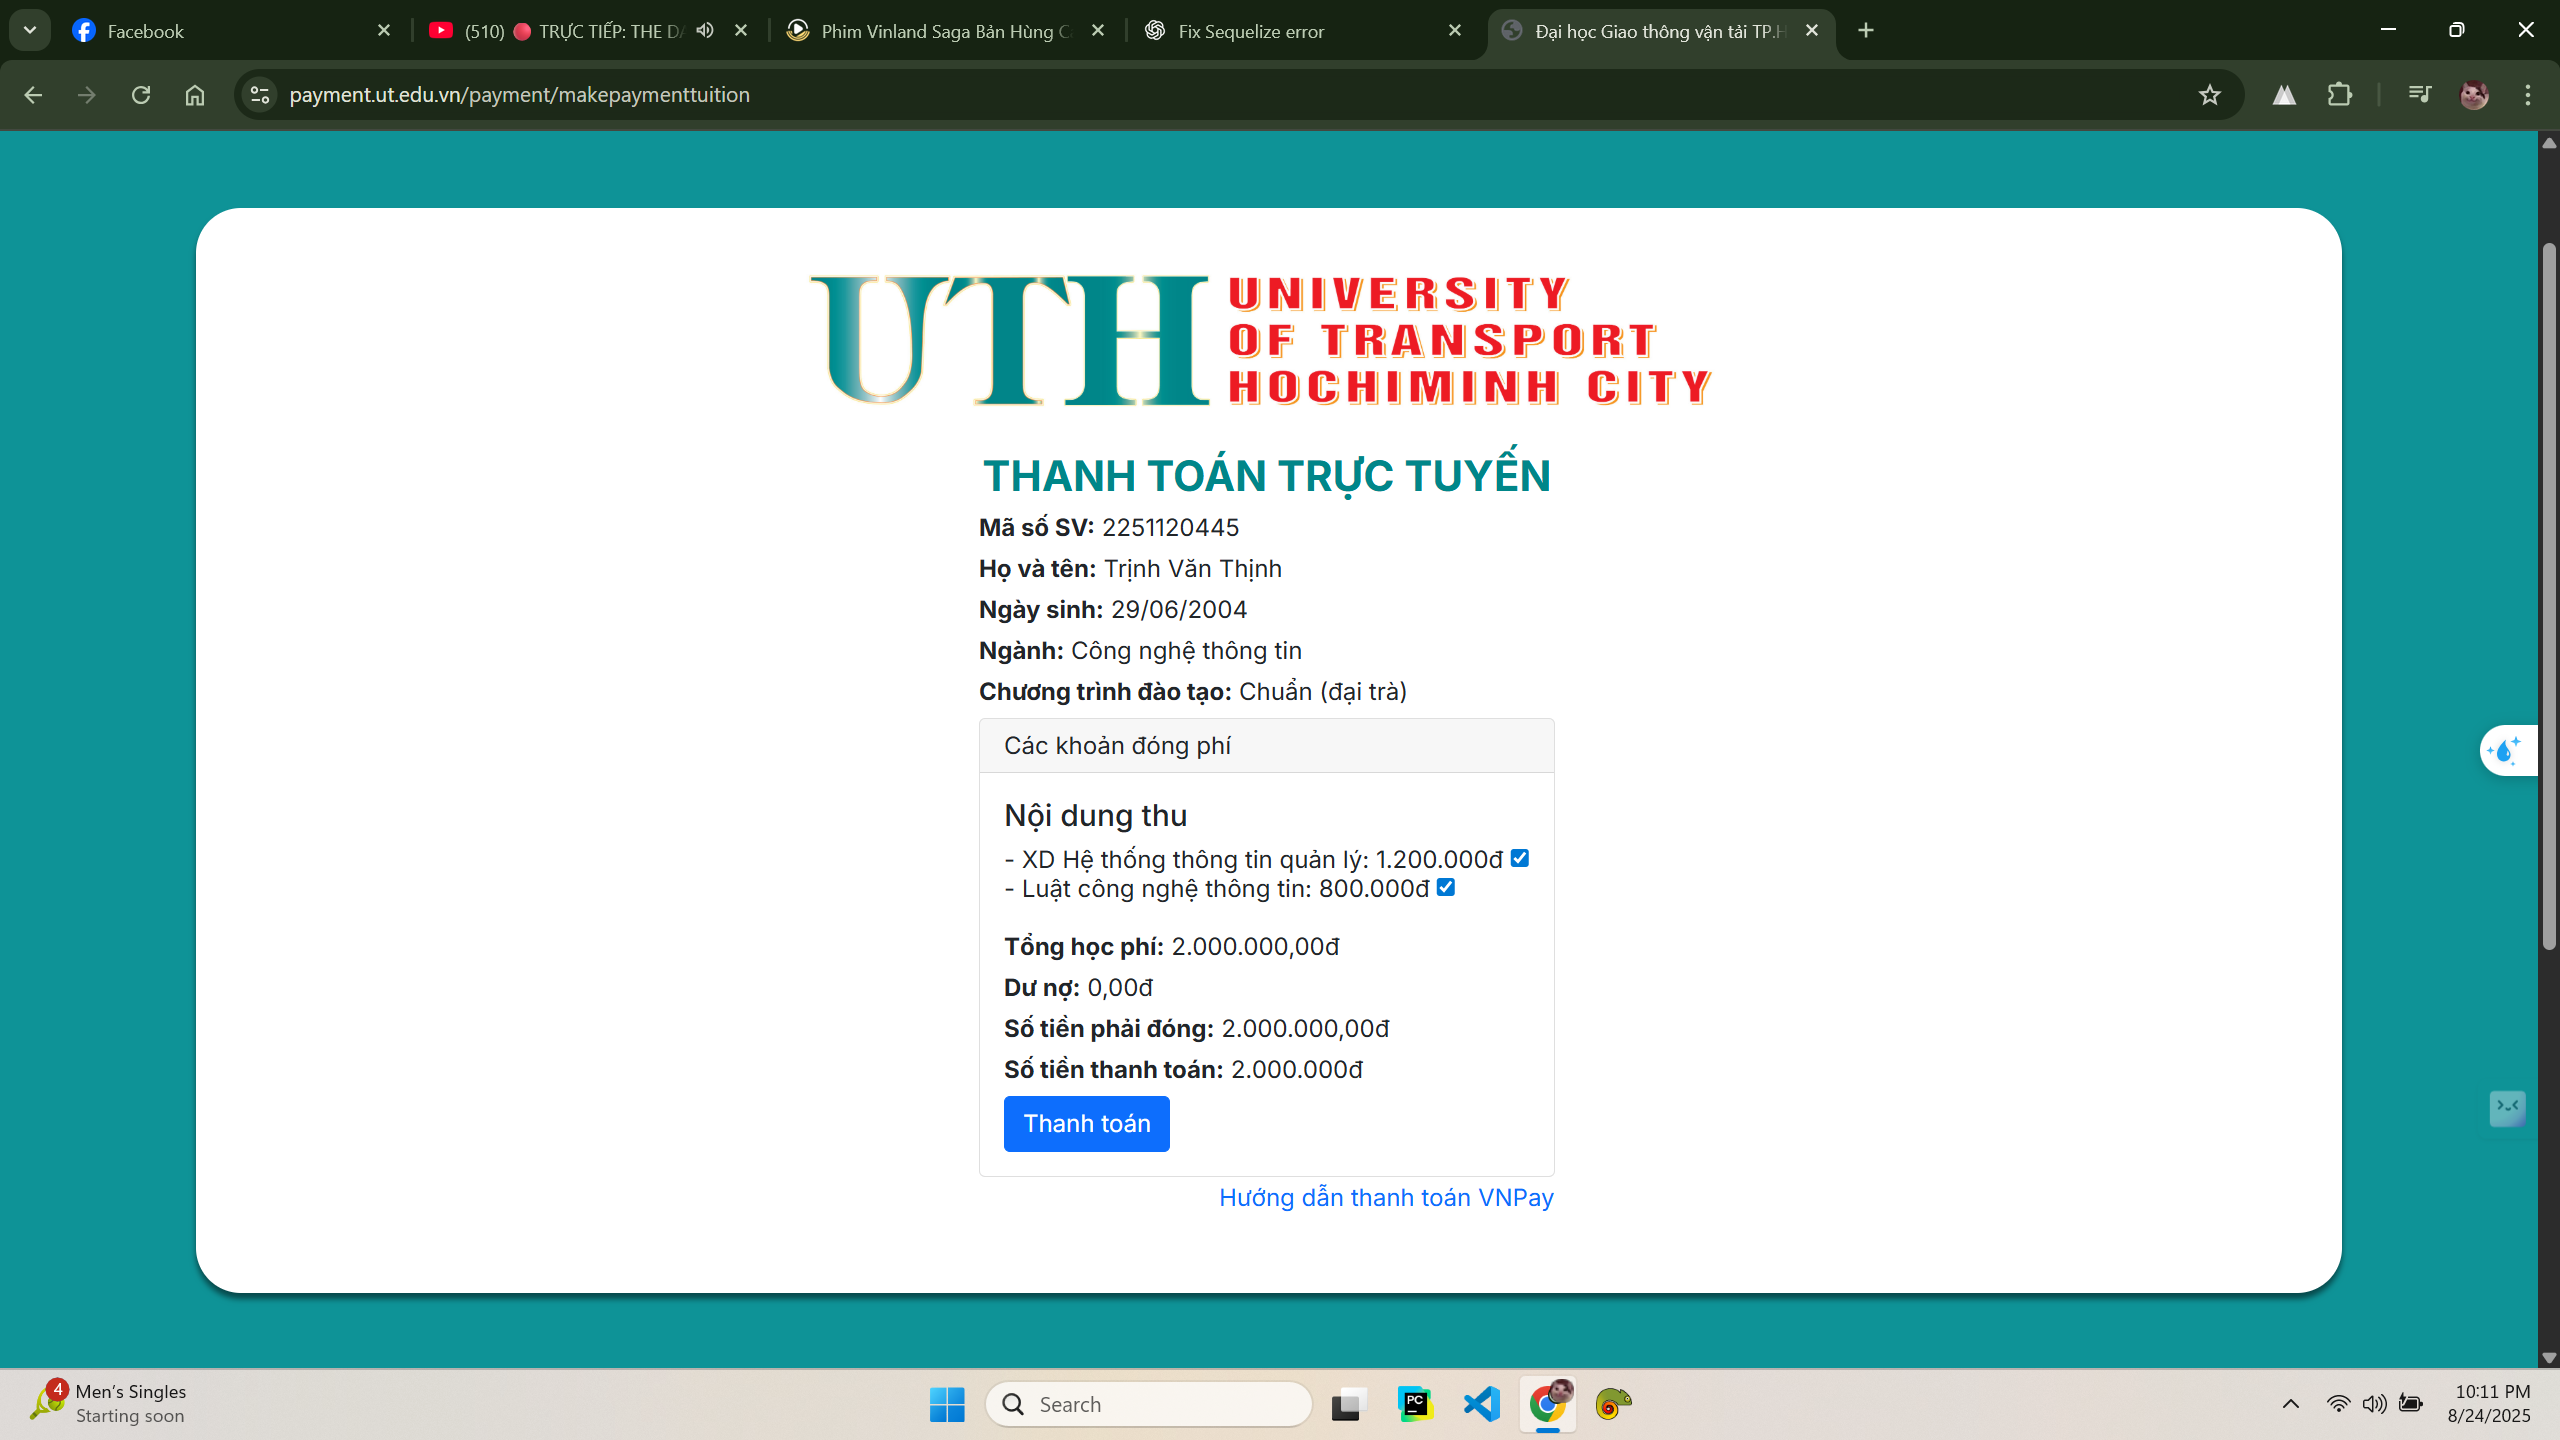 Facebook
(510) 🔴 TRỰC TIẾP: THE DA
Phim Vinland Saga Bản Hùng C
Fix Sequelize error
Đại học Giao thông vận tải TP.H
payment.ut.edu.vn/payment/makepaymenttuition
UTH
UNIVERSITY
OF TRANSPORT
HOCHIMINH CITY
THANH TOÁN TRỰC TUYẾN
Mã số SV: 2251120445
Họ và tên: Trịnh Văn Thịnh
Ngày sinh: 29/06/2004
Ngành: Công nghệ thông tin
Chương trình đào tạo: Chuẩn (đại trà)
Các khoản đóng phí
Nội dung thu
- XD Hệ thống thông tin quản lý: 1.200.000đ
- Luật công nghệ thông tin: 800.000đ
Tổng học phí: 2.000.000,00đ
Dư nợ: 0,00đ
Số tiền phải đóng: 2.000.000,00đ
Số tiền thanh toán: 2.000.000đ
Thanh toán
Hướng dẫn thanh toán VNPay
4
Men's Singles
Starting soon
Search
PC
10:11 PM
8/24/2025